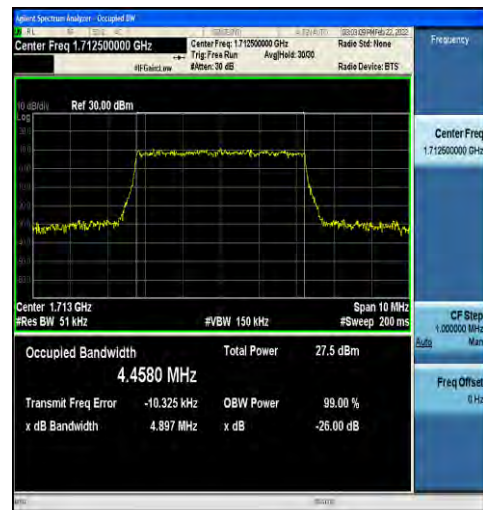 Agilent Spectrum Analyzer - Occupied BW
Center Freq 1.712500000 GHz
Center Freq: 1.712500000 GHz
Radio Std: None
Trig: Free Run
Avg|Hold: 30/30
#IFGain:Low
#Atten: 30 dB
Radio Device: BTS
Frequency
10 dB/div
Ref 30.00 dBm
Log
Center Freq
1.712500000 GHz
Center 1.713 GHz
Span 10 MHz
#Res BW 51 kHz
#VBW 150 kHz
#Sweep 200 ms
CF Step
1.000000 MHz
Auto
Man
Occupied Bandwidth
Total Power
27.5 dBm
4.4580 MHz
Transmit Freq Error
-10.325 kHz
OBW Power
99.00 %
x dB Bandwidth
4.897 MHz
x dB
-26.00 dB
Freq Offset
0 Hz